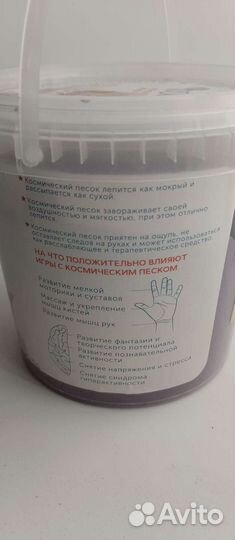 ★Космический песок лепится как мокрый и
рассыпается как сухой.
★Космический песок завораживает своей
воздушностью и мягкостью, при этом отлично
лепится.
★Космический песок приятен на ощупь, не
оставляет следов на руках и может использоваться
как расслабляющее и терапевтическое средство.
НА ЧТО ПОЛОЖИТЕЛЬНО ВЛИЯЮТ
ИГРЫ С КОСМИЧЕСКИМ ПЕСКОМ
Развитие мелкой
моторики и суставов
Массаж и укрепление
мышц кистей
Развитие мышц рук
Развитие фантазии и
творческого потенциала
Развитие познавательной
активности
Снятие напряжения и стресса
Снятие синдрома
гиперактивности
Avito